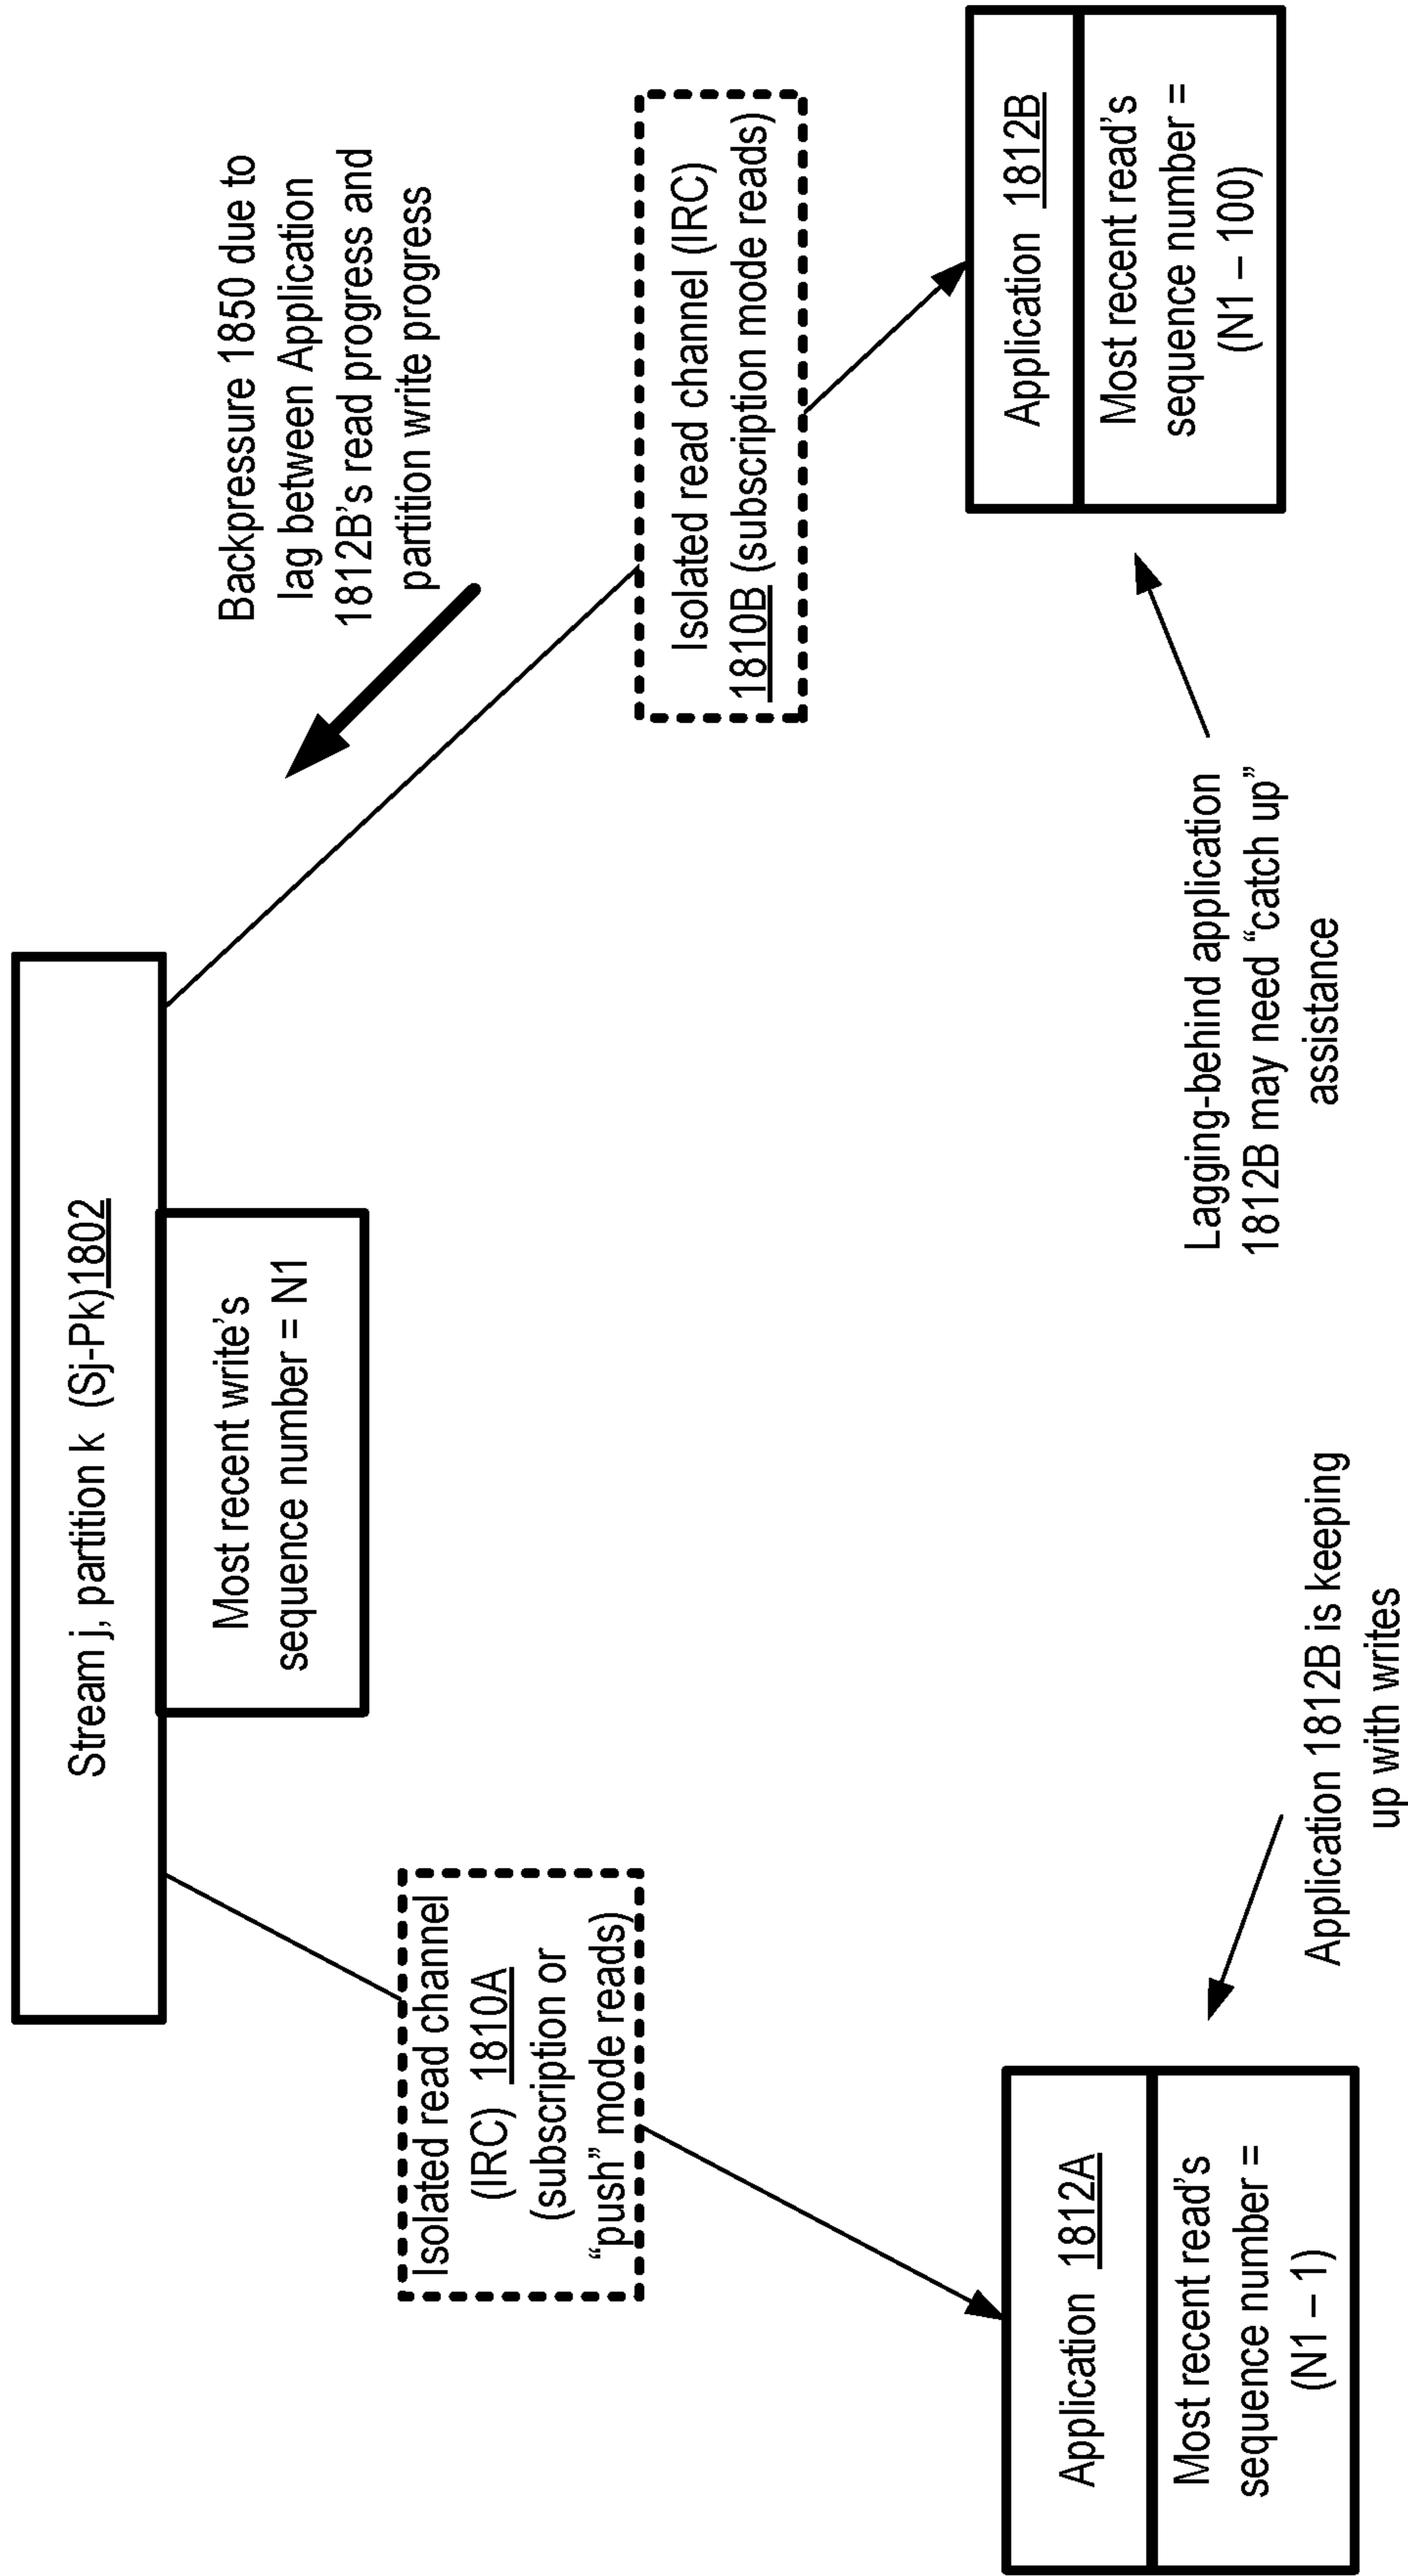 Stream j, partition k (Sj-Pk)1802
Most recent write’s
sequence number = N1
Backpressure 1850 due to
lag between Application
1812B’s read progress and
partition write progress
Isolated read channel
(IRC) 1810A
(subscription or
“push” mode reads)
Isolated read channel (IRC)
1810B (subscription mode reads)
Application 1812A
Most recent read’s
sequence number =
(N1 – 1)
Application 1812B is keeping
up with writes
Lagging-behind application
1812B may need “catch up”
assistance
Application 1812B
Most recent read’s
sequence number =
(N1 – 100)